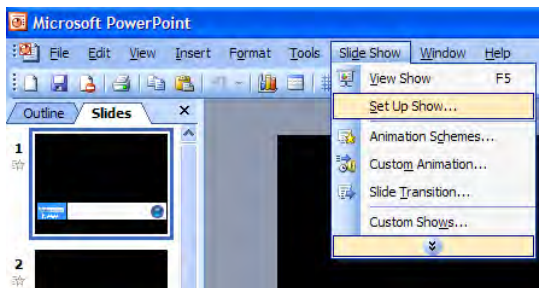 Microsoft PowerPoint
File Edit View Insert Format Tools Slide Show Window Help
View Show F5
Set Up Show...
Outline Slides ×
Animation Schemes...
1
Custom Animation...
Slide Transition...
Custom Shows...
2